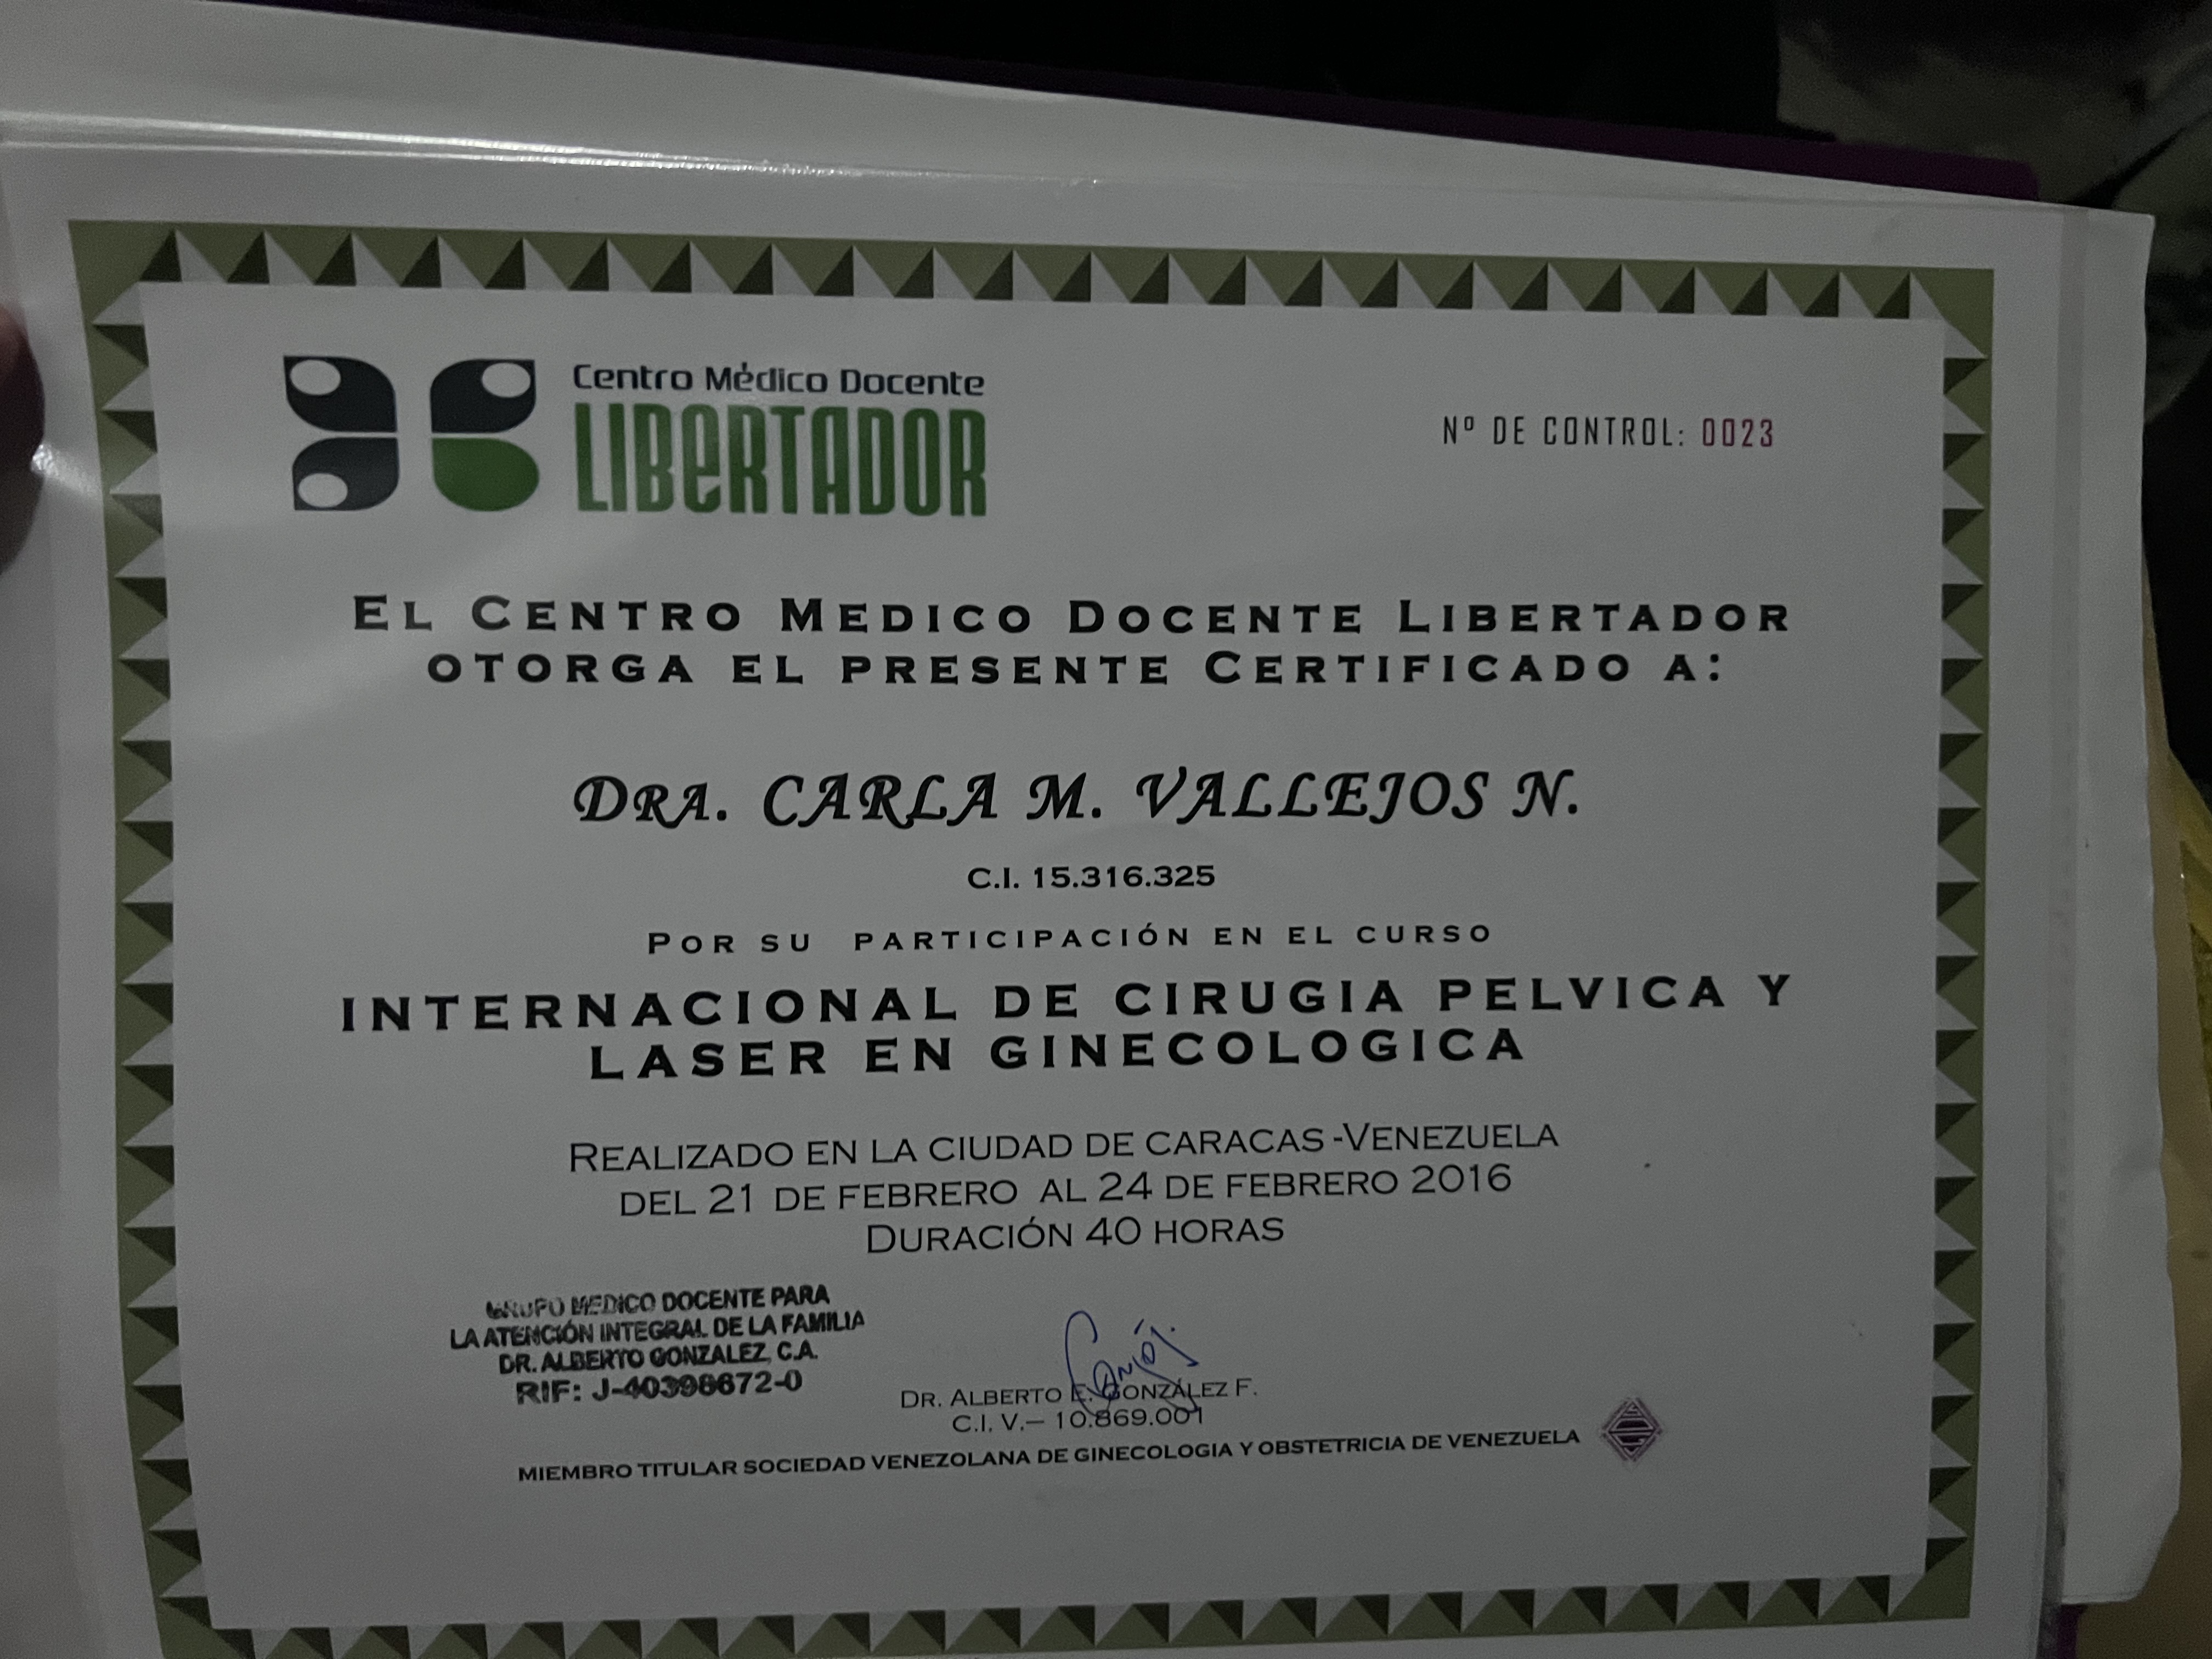 Centro Médico Docente
LIBERTADOR
Nº DE CONTROL: 0023
EL CENTRO MEDICO DOCENTE LIBERTADOR
OTORGA EL PRESENTE CERTIFICADO A:
DRA. CARLA M. VALLEJOS N.
C.I. 15.316.325
POR SU PARTICIPACIÓN EN EL CURSO
INTERNACIONAL DE CIRUGIA PELVICA Y
LASER EN GINECOLOGICA
REALIZADO EN LA CIUDAD DE CARACAS -VENEZUELA
DEL 21 DE FEBRERO AL 24 DE FEBRERO 2016
DURACIÓN 40 HORAS
GRUPO MEDICO DOCENTE PARA
LA ATENCIÓN INTEGRAL DE LA FAMILIA
DR. ALBERTO GONZALEZ, C.A.
RIF: J-40398672-0
DR. ALBERTO E. GONZÁLEZ F.
C.I. V.– 10.869.001
MIEMBRO TITULAR SOCIEDAD VENEZOLANA DE GINECOLOGIA Y OBSTETRICIA DE VENEZUELA